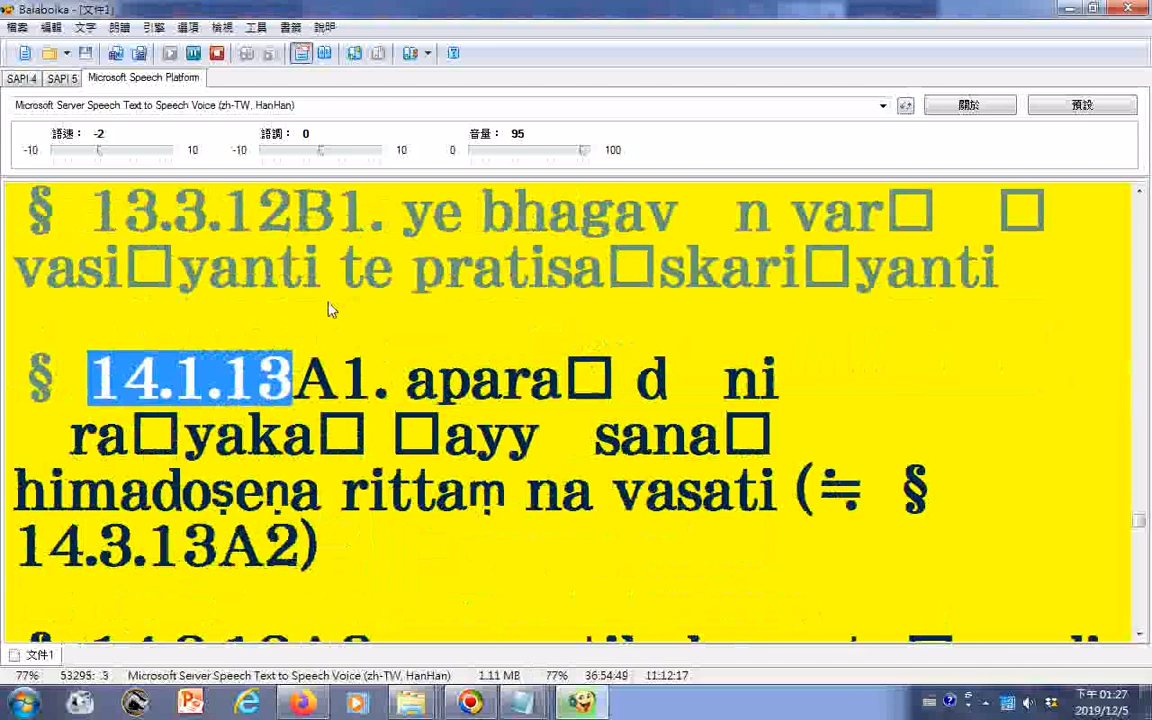 Balabolka - [文件1]
檔案 編輯 文字 朗讀 引擎 選項 檢視 工具 書籤 說明
SAPI 4 SAPI 5 Microsoft Speech Platform
Microsoft Server Speech Text to Speech Voice (zh-TW, HanHan) 關於 預設
語速： -2 語調： 0 音量： 95
-10 10 -10 10 0 100
§ 13.3.12B1. ye bhagav n var□ □
vasi□yanti te pratisa□skari□yanti
§ 14.1.13A1. apara□ d ni
ra□yaka□ □ayy sana□
himadoṣeṇa rittaṃ na vasati (≒ §
14.3.13A2)
文件1
77% 53295: .3 Microsoft Server Speech Text to Speech Voice (zh-TW, HanHan) 1.11 MB 77% 36:54:49 11:12:17
下午 01:27
2019/12/5